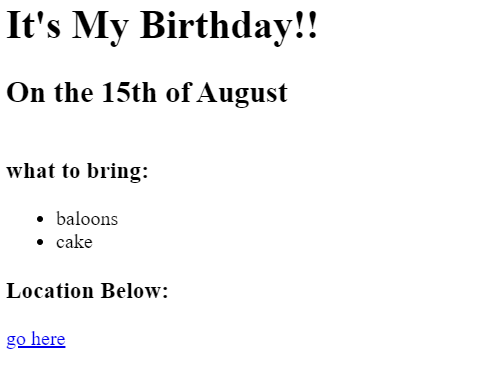 It's My Birthday!!
On the 15th of August
what to bring:
baloons
cake
Location Below:
go here